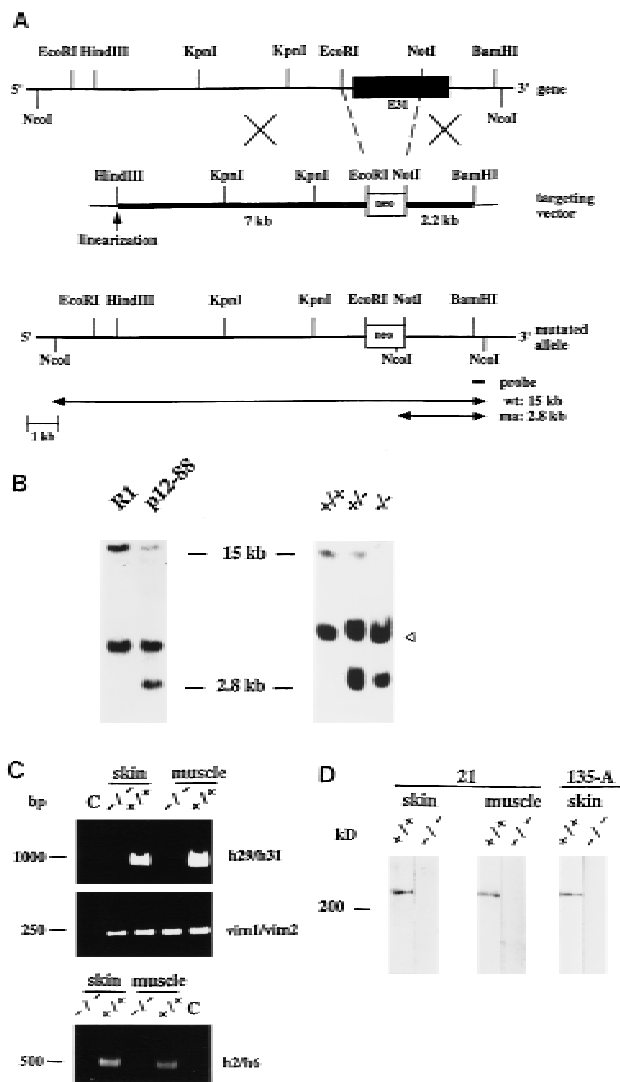 A
EcoRI HindIII KpnI KpnI EcoRI NotI BamHI
5' 3' gene
NcoI E31 NcoI
HindIII KpnI KpnI EcoRI NotI BamHI
neo
7 kb 2.2 kb
targeting
vector
linearization
EcoRI HindIII KpnI KpnI EcoRI NotI BamHI
5' neo 3' mutated
allele
NcoI NcoI NcoI
probe
wt: 15 kb
mu: 2.8 kb
1 kb
B
R1 p12-88 +/+ +/- -/-
15 kb
2.8 kb
C
skin muscle
bp C -/- +/+ -/- +/+
1000 h29/h31
250 vim1/vim2
skin muscle
-/- +/+ -/- +/+ C
500 h2/h6
D
21 135-A
skin muscle skin
kD +/+ -/- +/+ -/- +/+ -/-
200